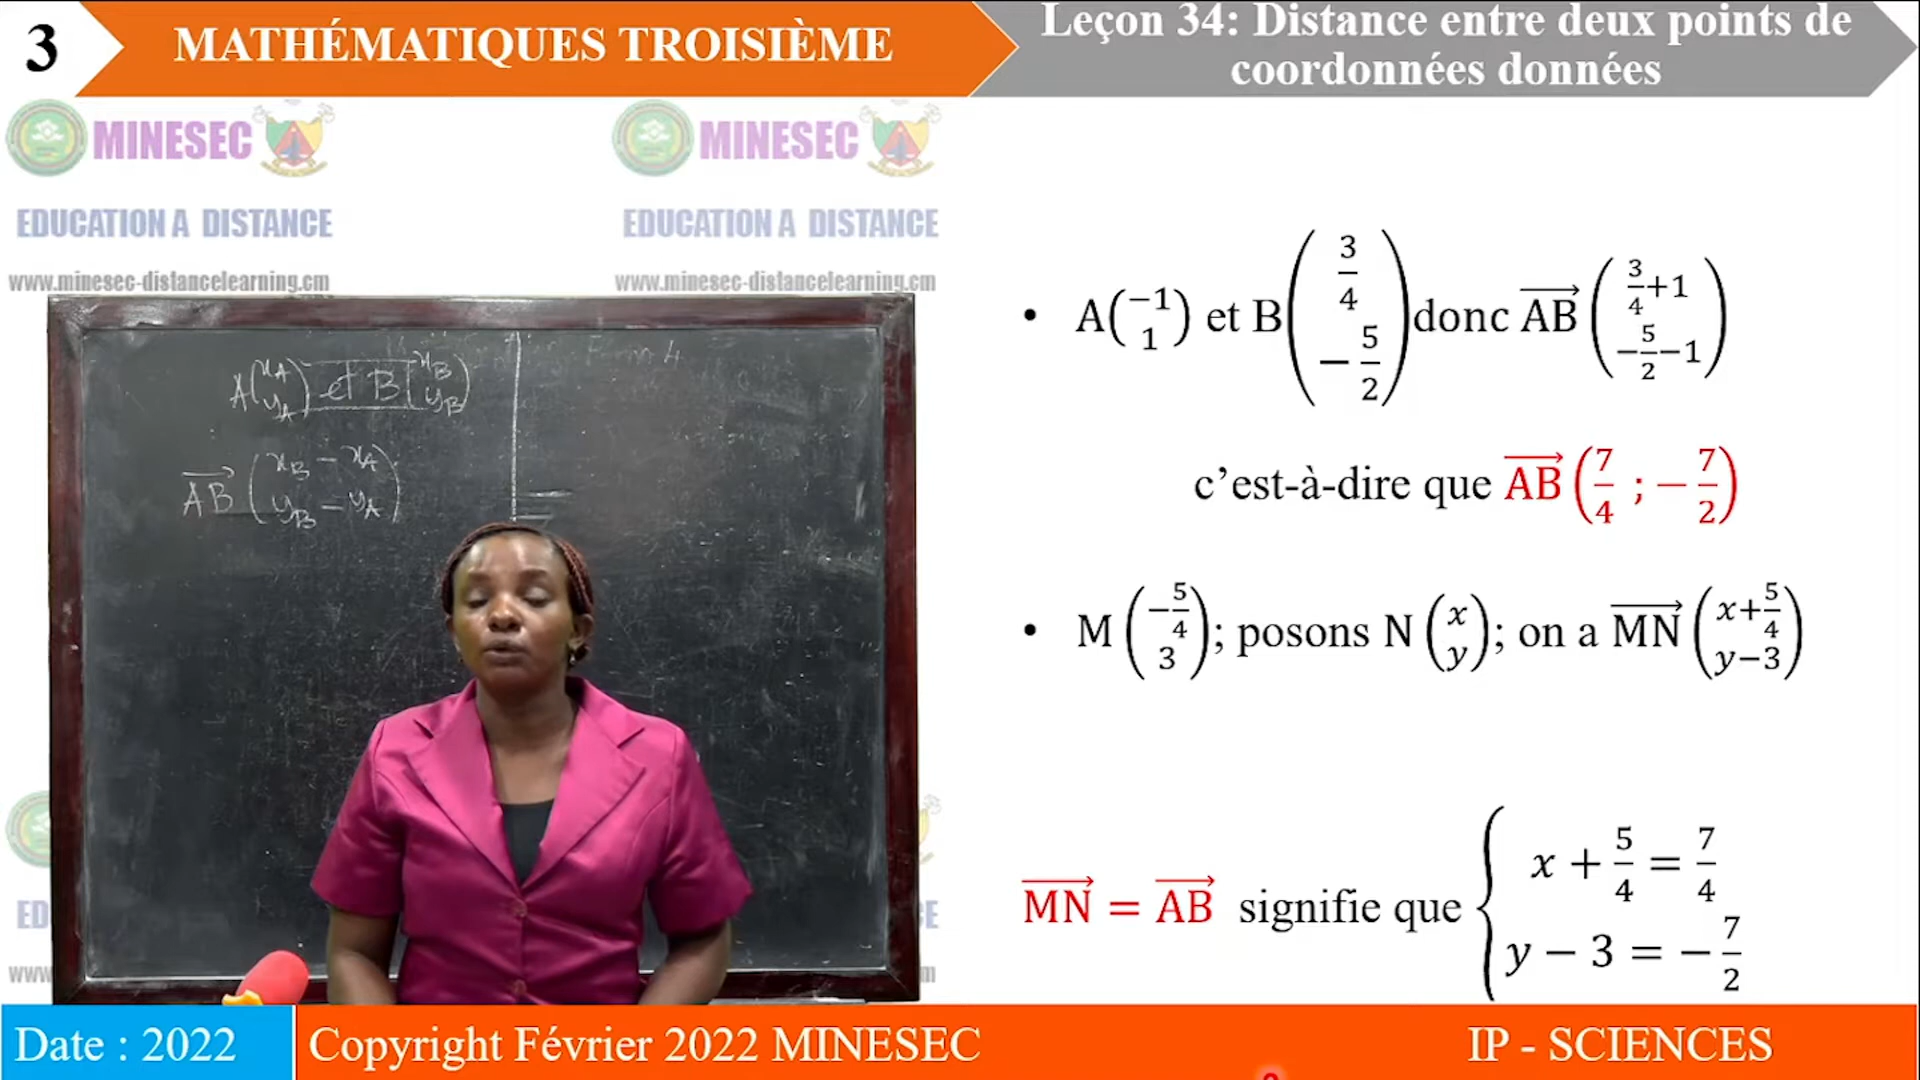 3
MATHÉMATIQUES TROISIÈME
Leçon 34: Distance entre deux points de
coordonnées données
MINESEC
MINESEC
EDUCATION A DISTANCE
EDUCATION A DISTANCE
www.minesec-distancelearning.cm
www.minesec-distancelearning.cm
A(xA yA) et B(xB yB)
AB(xB – xA
yB – yA)
• A(−1 1) et B(3/4 −5/2) donc AB(3/4+1 −5/2−1)
c’est-à-dire que AB(7/4 ; −7/2)
• M(−5/4 3); posons N(x y); on a MN(x+5/4 y−3)
MN = AB signifie que { x + 5/4 = 7/4
y − 3 = −7/2
Date : 2022
Copyright Février 2022 MINESEC
IP - SCIENCES